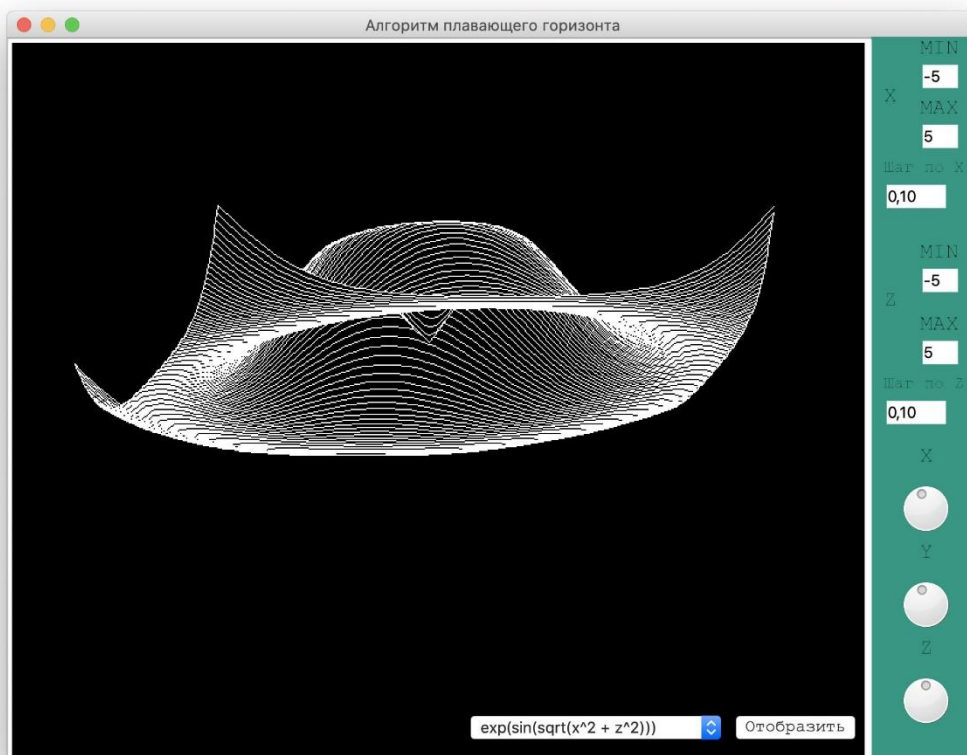 Алгоритм плавающего горизонта
MIN
-5
X
MAX
5
Шаг по X
0,10
MIN
-5
Z
MAX
5
Шаг по Z
0,10
X
Y
Z
exp(sin(sqrt(x^2 + z^2)))
Отобразить